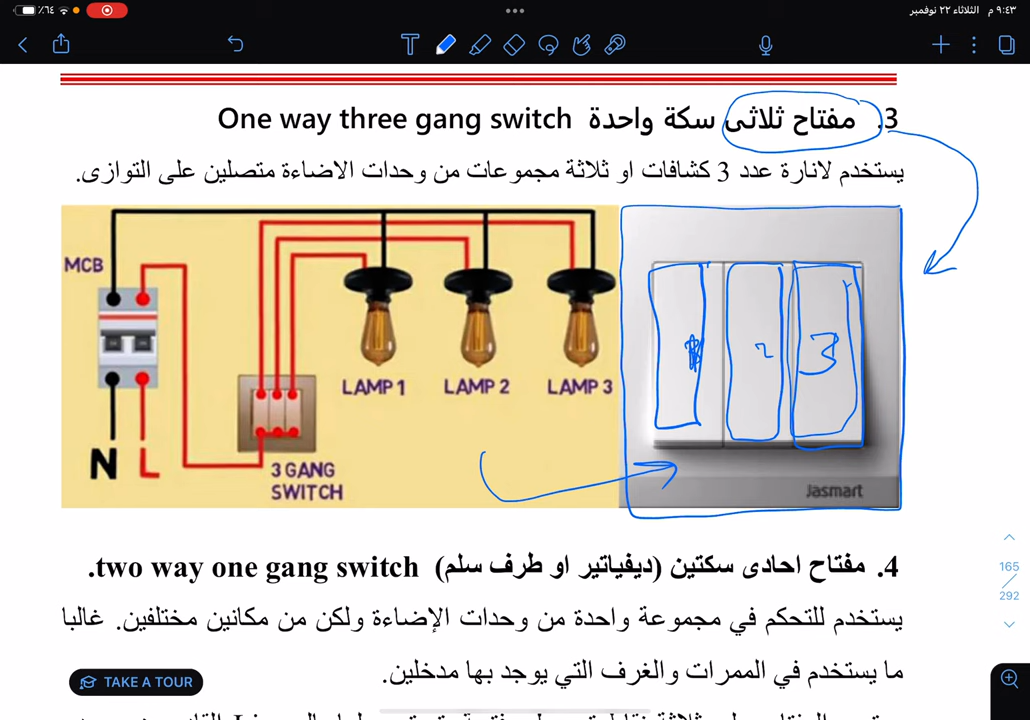 ٩:٤٣ م الثلاثاء ٢٢ نوفمبر
٪٦٤
3. مفتاح ثلاثى سكة واحدة One way three gang switch
يستخدم لانارة عدد 3 كشافات او ثلاثة مجموعات من وحدات الاضاءة متصلين على التوازى.
MCB
LAMP 1
LAMP 2
LAMP 3
N
L
3 GANG
SWITCH
2
3
Jasmart
4. مفتاح احادى سكتين (ديفياتير او طرف سلم) two way one gang switch.
يستخدم للتحكم في مجموعة واحدة من وحدات الإضاءة ولكن من مكانين مختلفين. غالبا
ما يستخدم في الممرات والغرف التي يوجد بها مدخلين.
165
292
TAKE A TOUR